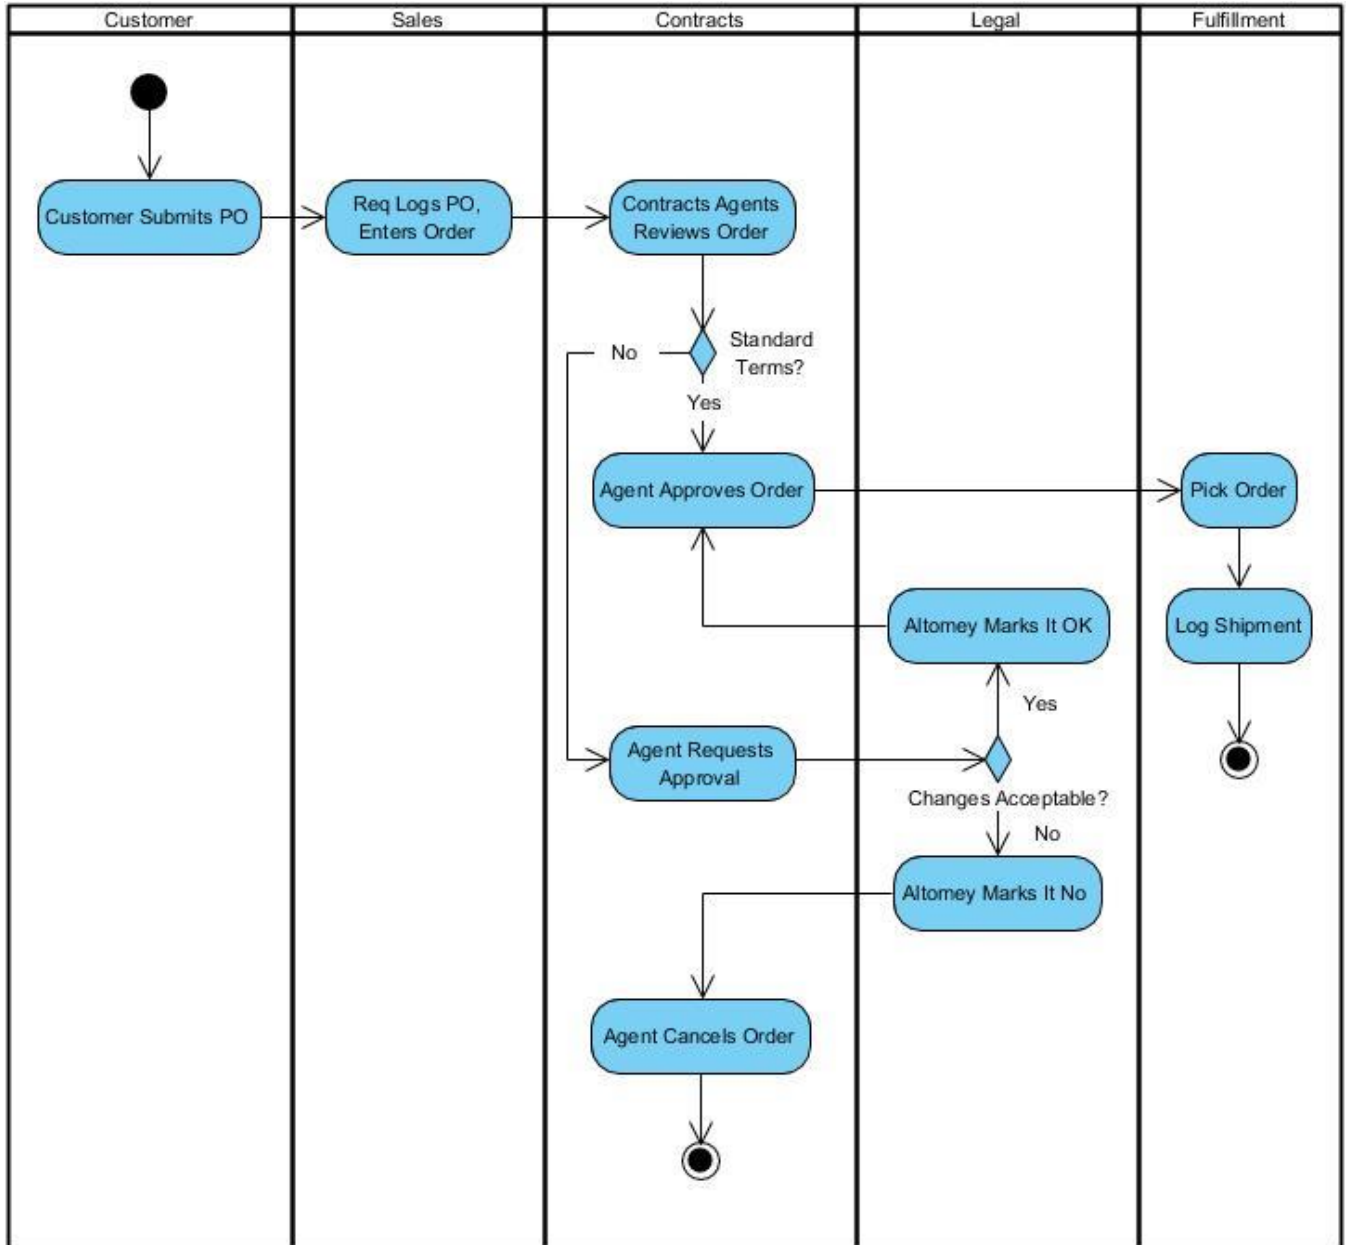 Customer
Sales
Contracts
Legal
Fulfillment
Customer Submits PO
Req Logs PO,
Enters Order
Contracts Agents
Reviews Order
Standard
Terms?
No
Yes
Agent Approves Order
Pick Order
Altorney Marks It OK
Log Shipment
Yes
Agent Requests
Approval
Changes Acceptable?
No
Altorney Marks It No
Agent Cancels Order